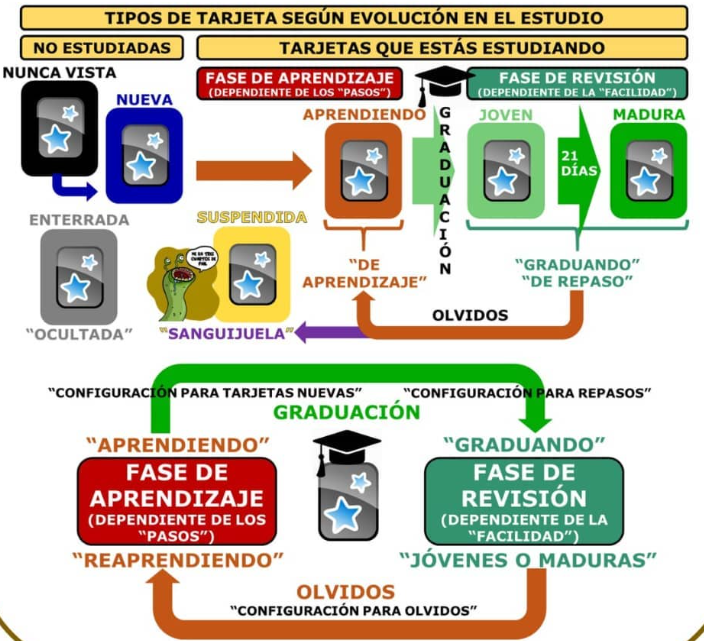 TIPOS DE TARJETA SEGÚN EVOLUCIÓN EN EL ESTUDIO
NO ESTUDIADAS
TARJETAS QUE ESTÁS ESTUDIANDO
NUNCA VISTA
NUEVA
FASE DE APRENDIZAJE
(DEPENDIENTE DE LOS "PASOS")
FASE DE REVISIÓN
(DEPENDIENTE DE LA "FACILIDAD")
APRENDIENDO
GRADUACIÓN
JOVEN
21
DÍAS
MADURA
ENTERRADA
"OCULTADA"
SUSPENDIDA
"SANGUIJUELA"
"DE
APRENDIZAJE"
"GRADUANDO"
"DE REPASO"
OLVIDOS
"CONFIGURACIÓN PARA TARJETAS NUEVAS"
"CONFIGURACIÓN PARA REPASOS"
GRADUACIÓN
"APRENDIENDO"
FASE DE
APRENDIZAJE
(DEPENDIENTE DE LOS
"PASOS")
"REAPRENDIENDO"
"GRADUANDO"
FASE DE
REVISIÓN
(DEPENDIENTE DE LA
"FACILIDAD")
"JÓVENES O MADURAS"
OLVIDOS
"CONFIGURACIÓN PARA OLVIDOS"